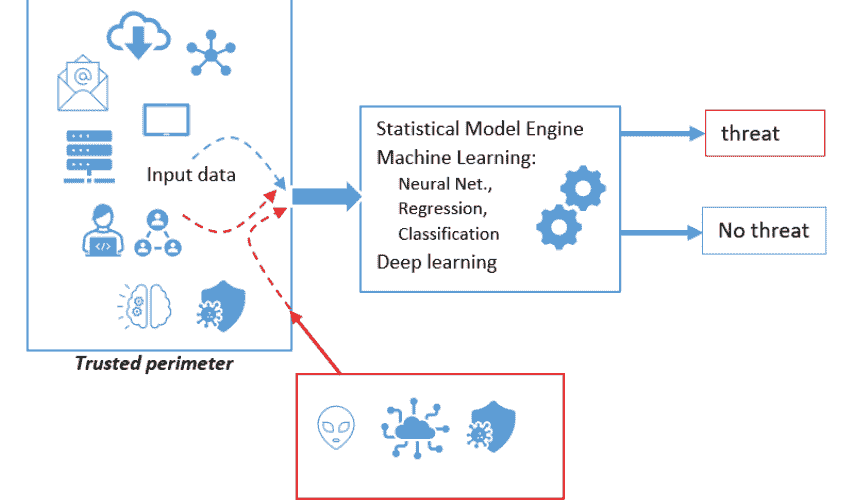 @
Input data
</>
Trusted perimeter
Statistical Model Engine
Machine Learning:
Neural Net.,
Regression,
Classification
Deep learning
threat
No threat